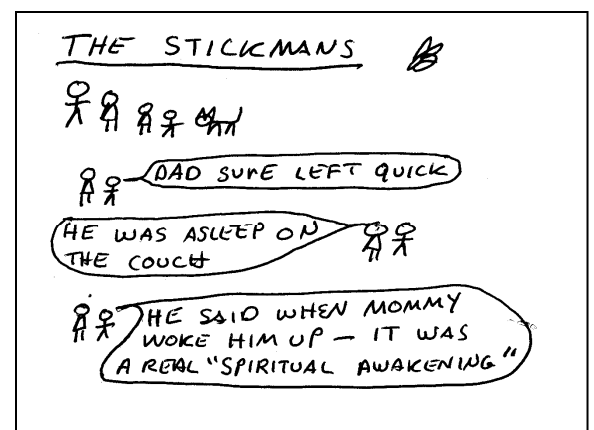 THE STICKMANS
DAD SURE LEFT QUICK
HE WAS ASLEEP ON
THE COUCH
HE SAID WHEN MOMMY
WOKE HIM UP — IT WAS
A REAL "SPIRITUAL AWAKENING"